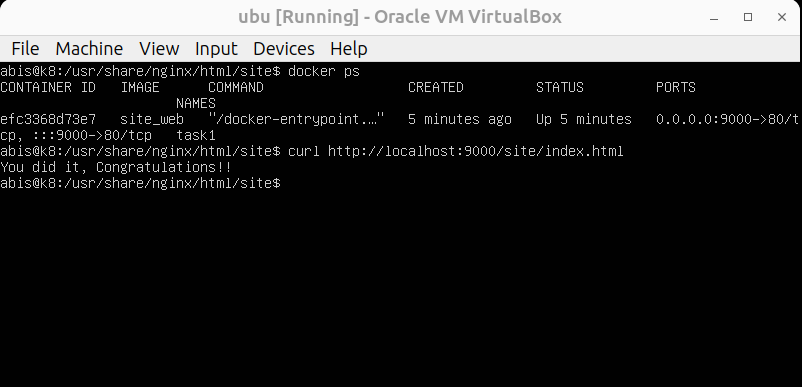 ubu [Running] - Oracle VM VirtualBox
File Machine View Input Devices Help
abis@k8:/usr/share/nginx/html/site$ docker ps
CONTAINER ID   IMAGE      COMMAND                  CREATED         STATUS         PORTS
                      NAMES
efc3368d73e7   site_web   "/docker-entrypoint.…"   5 minutes ago   Up 5 minutes   0.0.0.0:9000->80/t
cp, :::9000->80/tcp   task1
abis@k8:/usr/share/nginx/html/site$ curl http://localhost:9000/site/index.html
You did it, Congratulations!!
abis@k8:/usr/share/nginx/html/site$